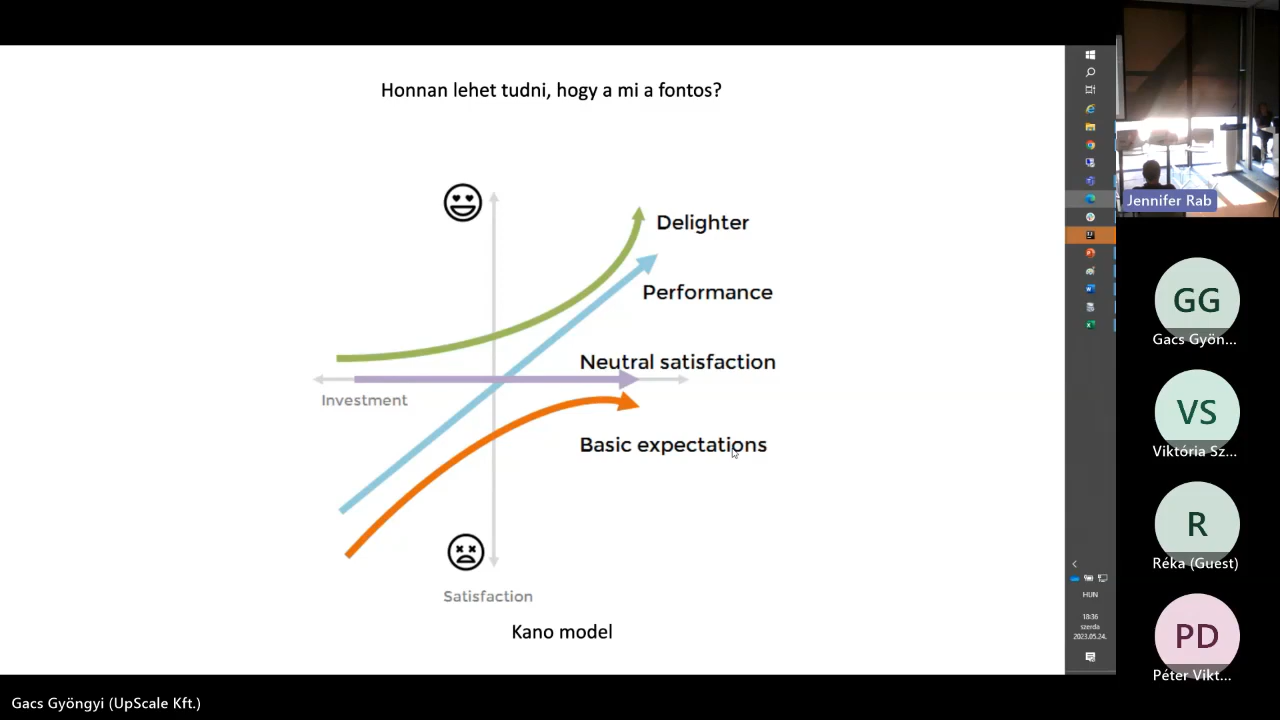 Honnan lehet tudni, hogy a mi a fontos?
Delighter
Performance
Neutral satisfaction
Investment
Basic expectations
Satisfaction
Kano model
HUN
18:36
szerda
2023.05.24.
Jennifer Rab
GG
Gacs Gyön...
VS
Viktória Sz...
R
Réka (Guest)
PD
Péter Vikt...
Gacs Gyöngyi (UpScale Kft.)